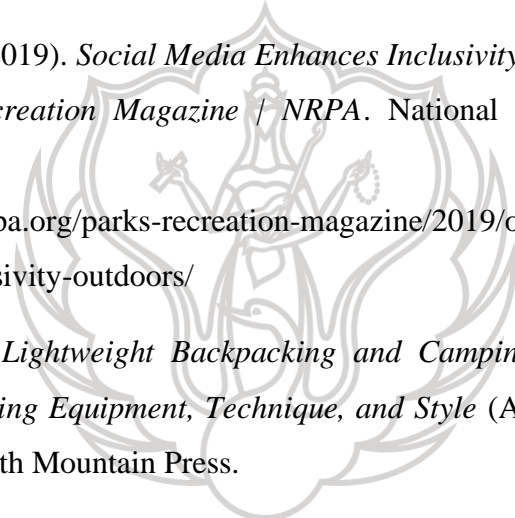 2019). Social Media Enhances Inclusivity
creation Magazine | NRPA. National
pa.org/parks-recreation-magazine/2019/o
sivity-outdoors/
Lightweight Backpacking and Campin
ing Equipment, Technique, and Style (A
th Mountain Press.